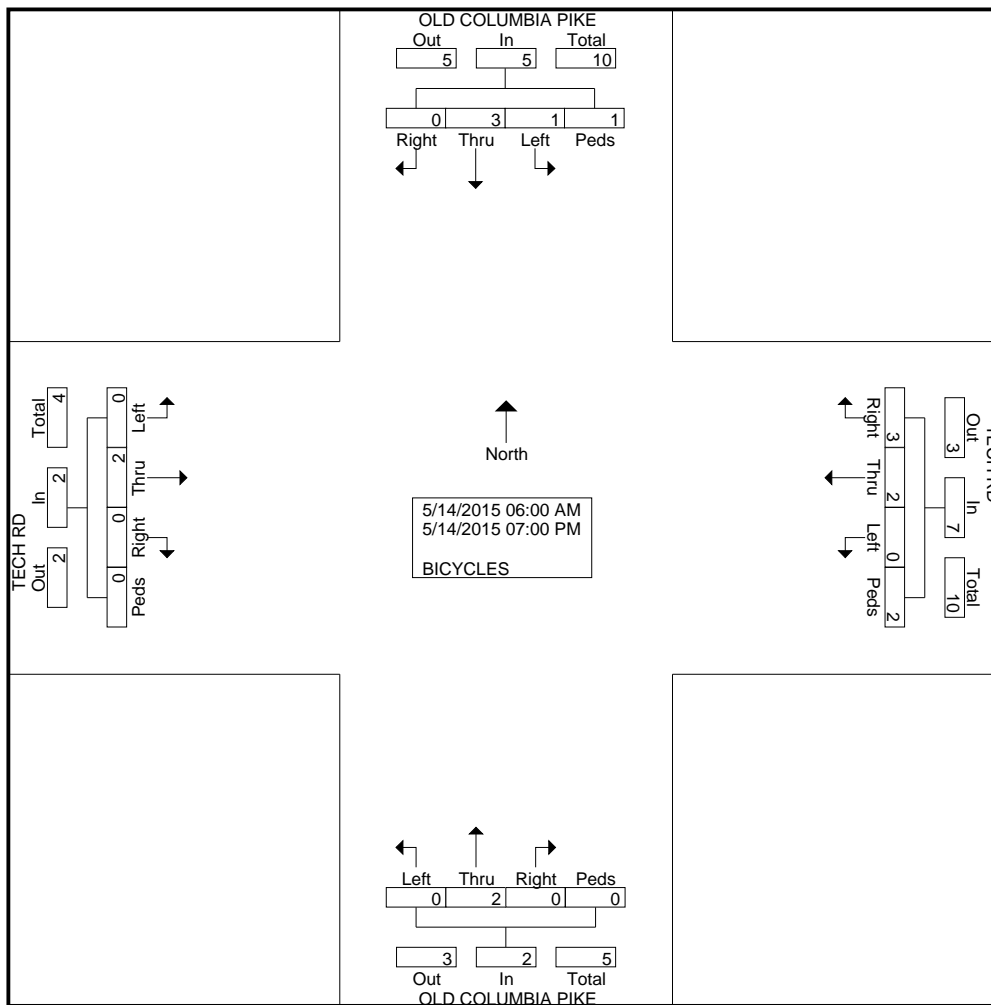 OLD COLUMBIA PIKE
Out In Total
5 5 10
0 3 1 1
Right Thru Left Peds
TECH RD
Total In Out
4 2 2
0 2 0 0
Left Thru Right Peds
North
5/14/2015 06:00 AM
5/14/2015 07:00 PM
BICYCLES
TECH RD
Out In Total
3 7 10
3 2 0 2
Right Thru Left Peds
Left Thru Right Peds
0 2 0 0
3 2 5
Out In Total
OLD COLUMBIA PIKE